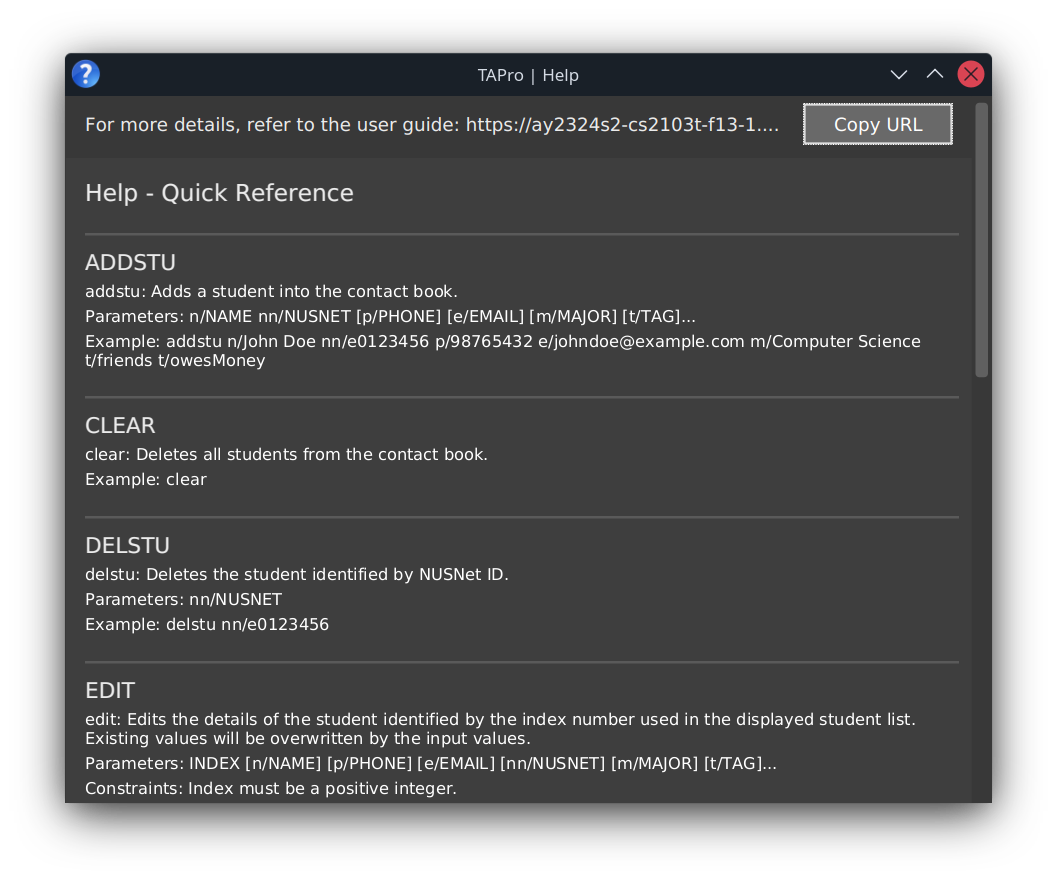 TAPro | Help
For more details, refer to the user guide: https://ay2324s2-cs2103t-f13-1....
Copy URL
Help - Quick Reference
ADDSTU
addstu: Adds a student into the contact book.
Parameters: n/NAME nn/NUSNET [p/PHONE] [e/EMAIL] [m/MAJOR] [t/TAG]...
Example: addstu n/John Doe nn/e0123456 p/98765432 e/johndoe@example.com m/Computer Science
t/friends t/owesMoney
CLEAR
clear: Deletes all students from the contact book.
Example: clear
DELSTU
delstu: Deletes the student identified by NUSNet ID.
Parameters: nn/NUSNET
Example: delstu nn/e0123456
EDIT
edit: Edits the details of the student identified by the index number used in the displayed student list.
Existing values will be overwritten by the input values.
Parameters: INDEX [n/NAME] [p/PHONE] [e/EMAIL] [nn/NUSNET] [m/MAJOR] [t/TAG]...
Constraints: Index must be a positive integer.